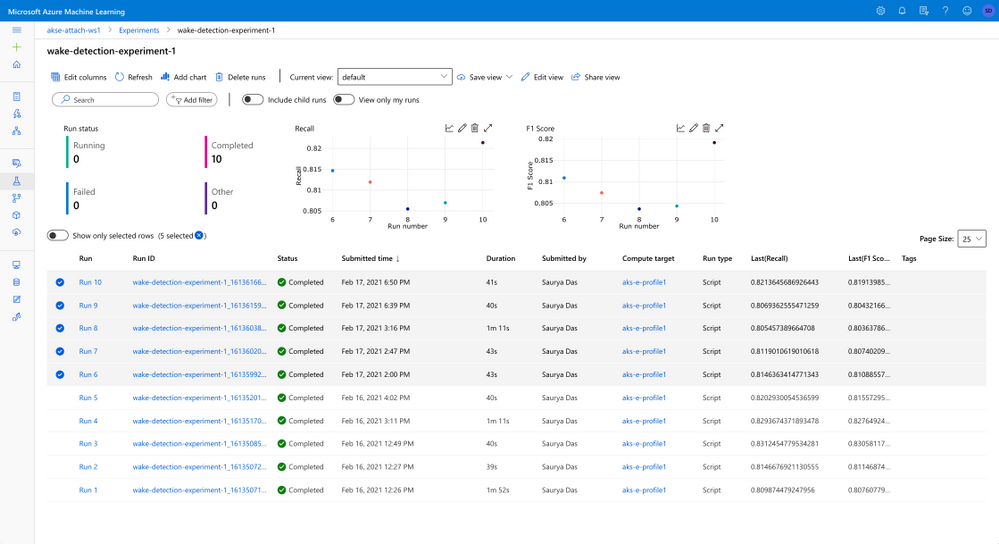 Microsoft Azure Machine Learning
SD
akse-attach-ws1 > Experiments > wake-detection-experiment-1
wake-detection-experiment-1
Edit columns Refresh Add chart Delete runs Current view: default Save view Edit view Share view
Search Add filter Include child runs View only my runs
Run status
Running
0
Completed
10
Failed
0
Other
0
Recall
0.82
0.815
0.81
0.805
Recall
6 7 8 9 10
Run number
F1 Score
0.82
0.815
0.81
0.805
F1 Score
6 7 8 9 10
Run number
Show only selected rows (5 selected)
Page Size: 25
Run Run ID Status Submitted time ↓ Duration Submitted by Compute target Run type Last(Recall) Last(F1 Sco... Tags
Run 10 wake-detection-experiment-1_16136166... Completed Feb 17, 2021 6:50 PM 41s Saurya Das aks-e-profile1 Script 0.8213645686926443 0.81913985...
Run 9 wake-detection-experiment-1_16136159... Completed Feb 17, 2021 6:39 PM 40s Saurya Das aks-e-profile1 Script 0.8069362555471259 0.80432166...
Run 8 wake-detection-experiment-1_16136038... Completed Feb 17, 2021 3:16 PM 1m 11s Saurya Das aks-e-profile1 Script 0.805457389664708 0.80363786...
Run 7 wake-detection-experiment-1_16136020... Completed Feb 17, 2021 2:47 PM 43s Saurya Das aks-e-profile1 Script 0.8119010619010618 0.80740209...
Run 6 wake-detection-experiment-1_16135992... Completed Feb 17, 2021 2:00 PM 43s Saurya Das aks-e-profile1 Script 0.8146363414771343 0.81088557...
Run 5 wake-detection-experiment-1_16135201... Completed Feb 16, 2021 4:02 PM 40s Saurya Das aks-e-profile1 Script 0.8202930054536599 0.81557295...
Run 4 wake-detection-experiment-1_16135170... Completed Feb 16, 2021 3:11 PM 1m 11s Saurya Das aks-e-profile1 Script 0.8293674371893478 0.82764924...
Run 3 wake-detection-experiment-1_16135085... Completed Feb 16, 2021 12:49 PM 40s Saurya Das aks-e-profile1 Script 0.8312454779534281 0.83058117...
Run 2 wake-detection-experiment-1_16135072... Completed Feb 16, 2021 12:27 PM 39s Saurya Das aks-e-profile1 Script 0.8146676921130555 0.81146874...
Run 1 wake-detection-experiment-1_16135071... Completed Feb 16, 2021 12:26 PM 1m 52s Saurya Das aks-e-profile1 Script 0.809874479247956 0.80760779...